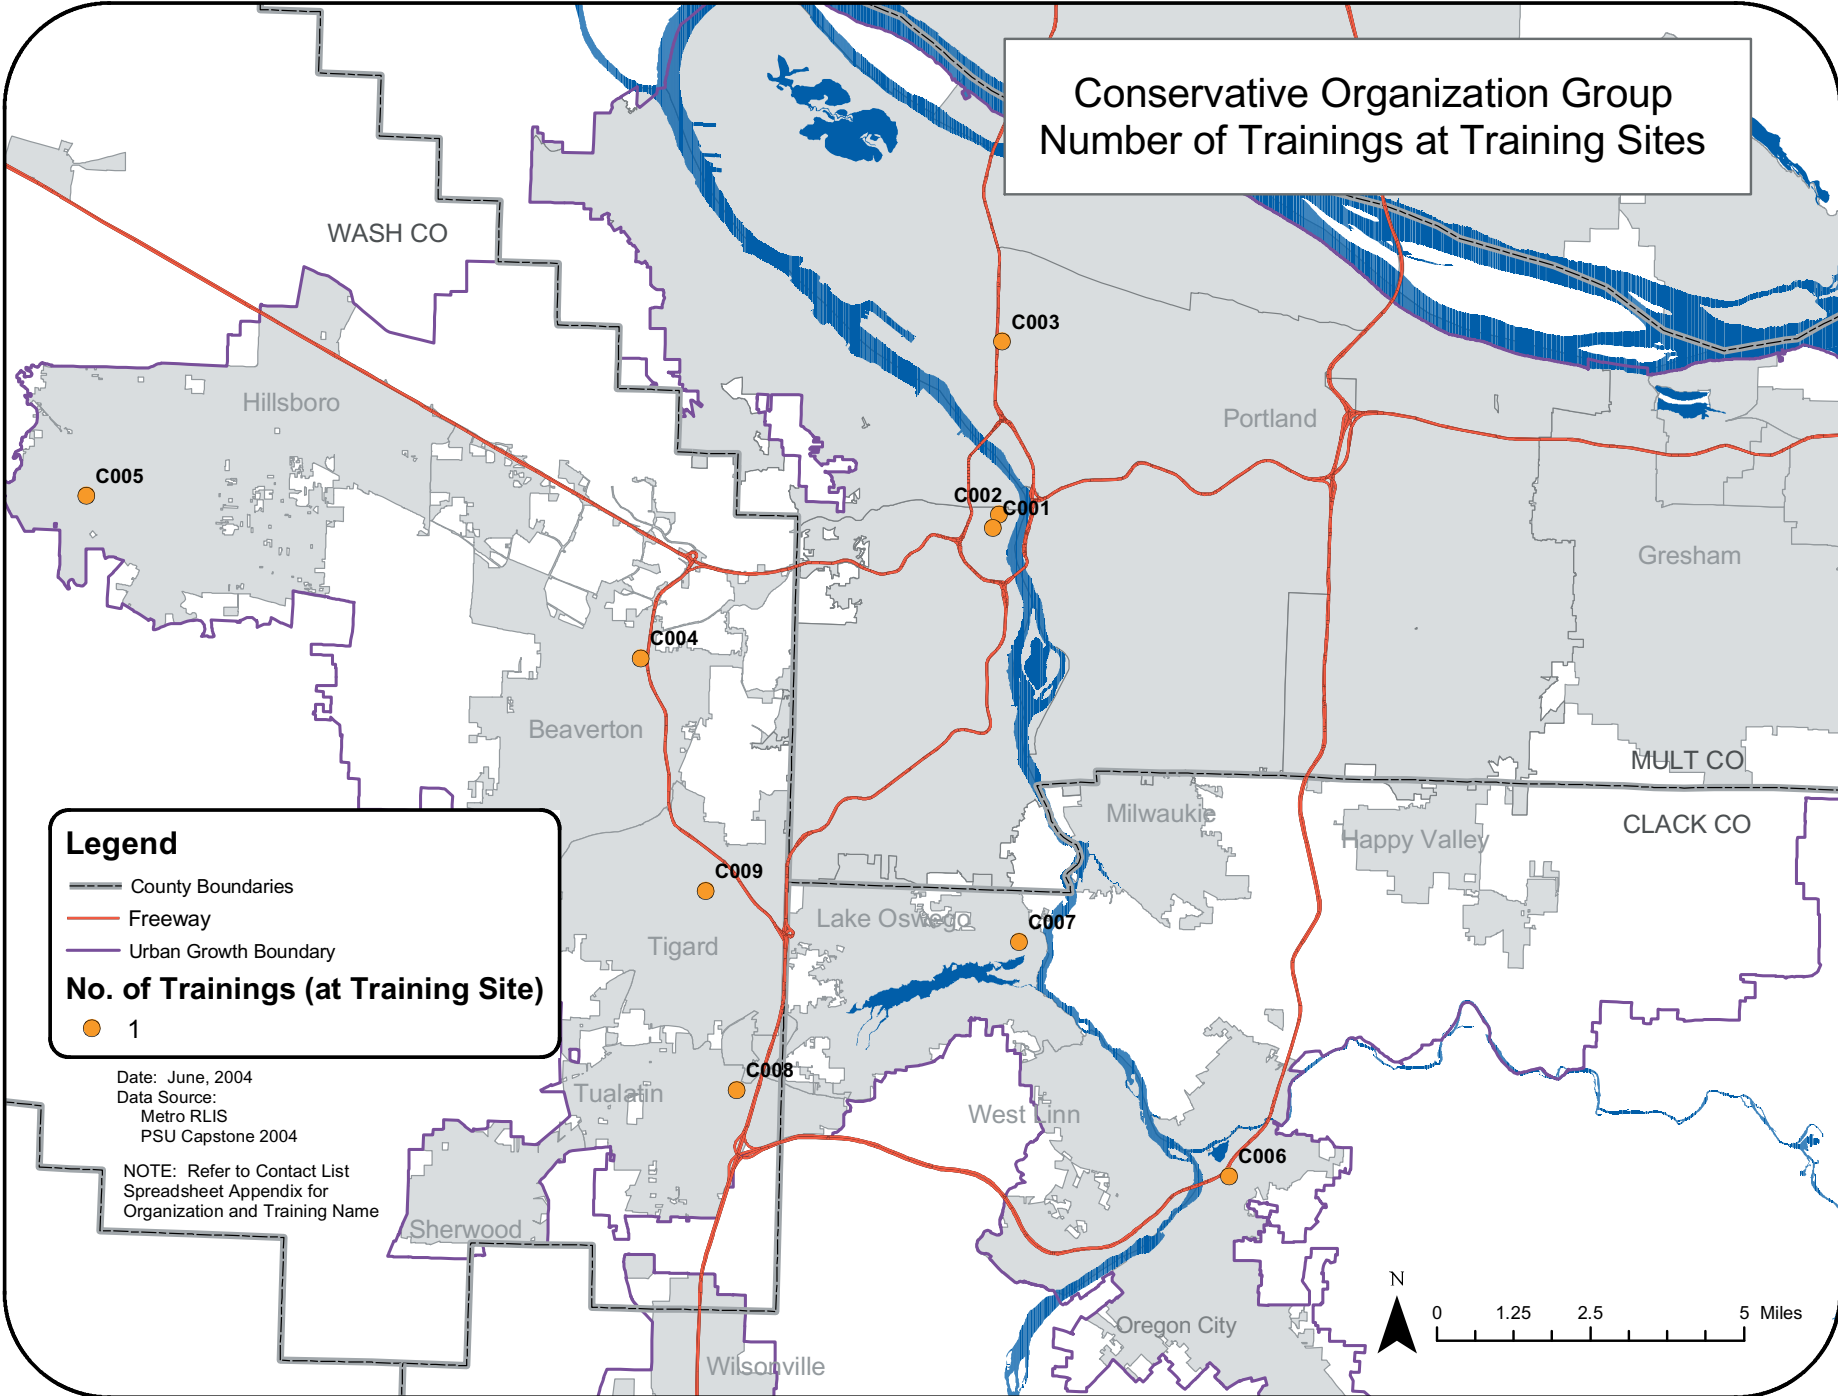 Conservative Organization Group
Number of Trainings at Training Sites
WASH CO
C003
Hillsboro
Portland
C005
C002
C001
Gresham
C004
Beaverton
MULT CO
Milwaukie
CLACK CO
Happy Valley
Legend
County Boundaries
Freeway
Urban Growth Boundary
No. of Trainings (at Training Site)
1
C009
Lake Oswego
C007
Tigard
C008
Tualatin
West Linn
Date: June, 2004
Data Source:
Metro RLIS
PSU Capstone 2004
NOTE: Refer to Contact List
Spreadsheet Appendix for
Organization and Training Name
C006
Sherwood
N
0 1.25 2.5 5 Miles
Oregon City
Wilsonville